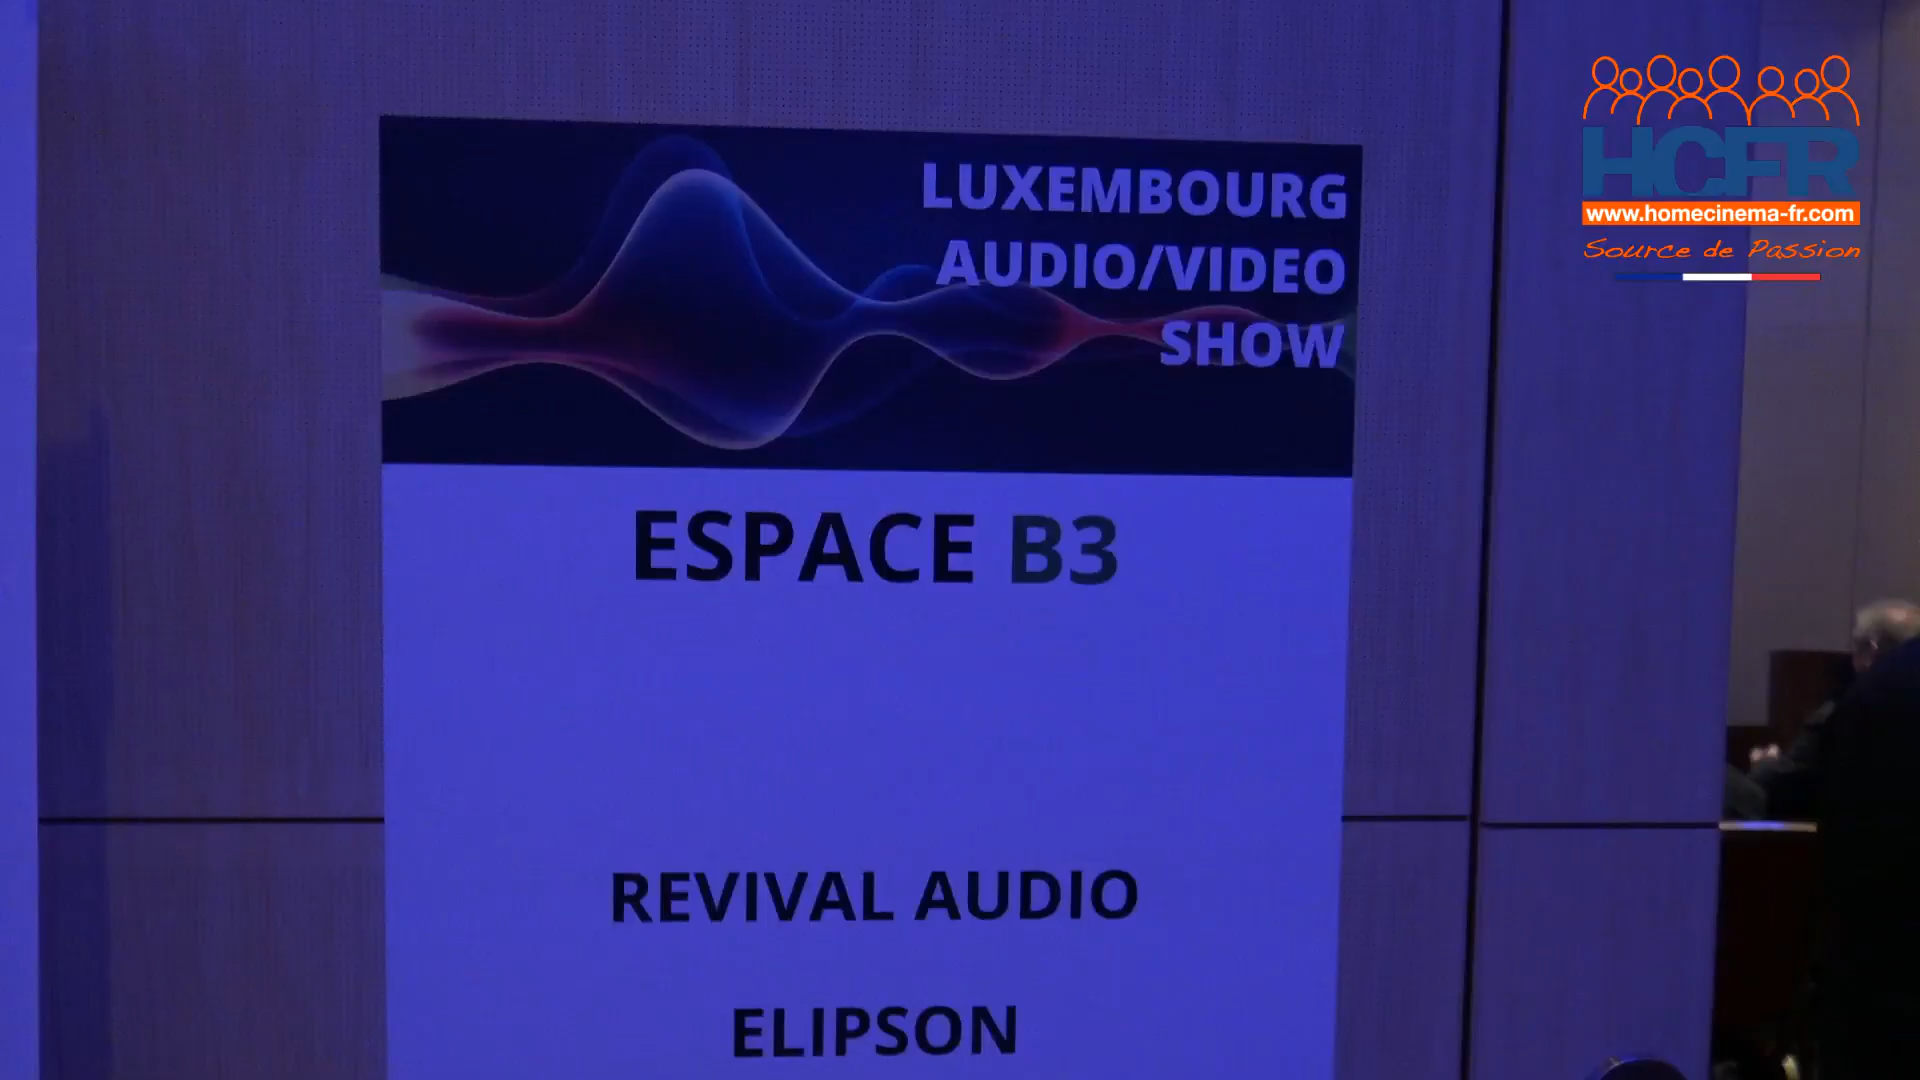 LUXEMBOURG
AUDIO/VIDEO
SHOW
HCFR
www.homecinema-fr.com
Source de Passion
ESPACE B3
REVIVAL AUDIO
ELIPSON